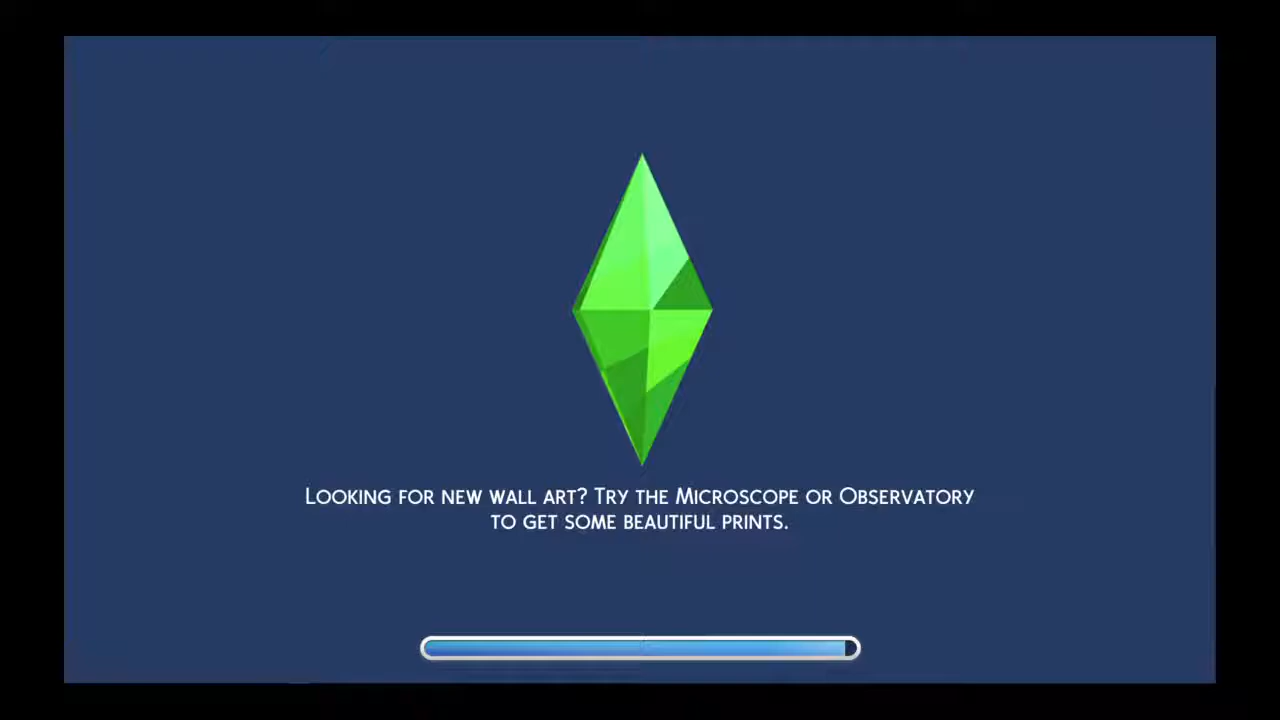 Looking for new wall art? Try the Microscope or Observatory
to get some beautiful prints.